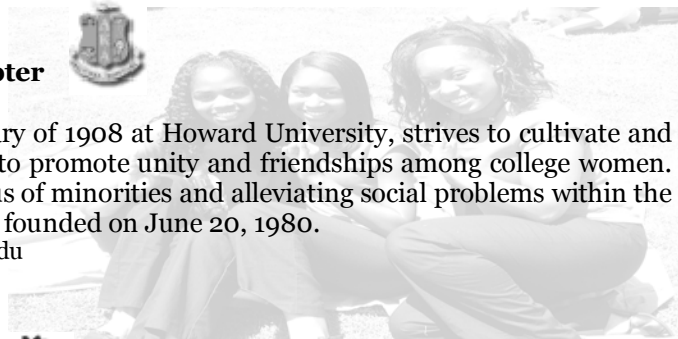 pter
ry of 1908 at Howard University, strives to cultivate and
to promote unity and friendships among college women.
us of minorities and alleviating social problems within the
founded on June 20, 1980.
du